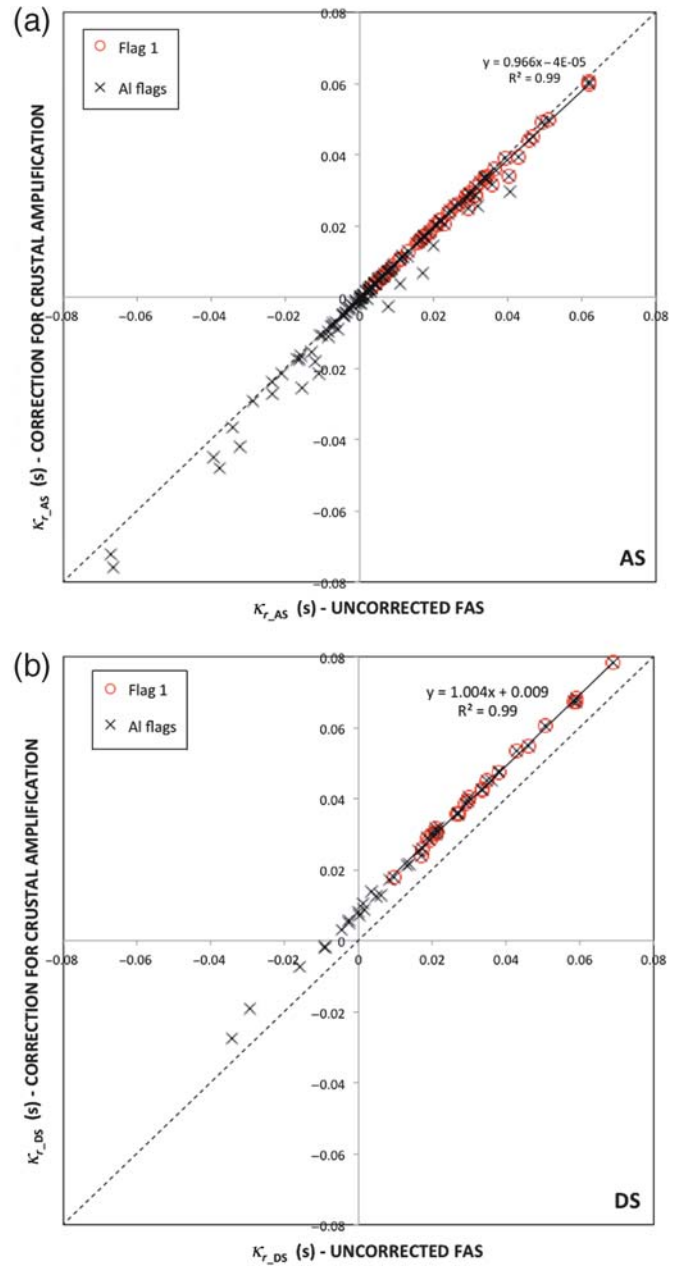 (a)
Flag 1
Al flags
y = 0.966x − 4E-05
R² = 0.99
0.08
0.06
0.04
0.02
0
−0.02
−0.04
−0.06
−0.08
−0.08
−0.06
−0.04
−0.02
0.02
0.04
0.06
0.08
κr_AS (s) - CORRECTION FOR CRUSTAL AMPLIFICATION
AS
κr_AS (s) - UNCORRECTED FAS
(b)
Flag 1
Al flags
y = 1.004x + 0.009
R² = 0.99
0.08
0.06
0.04
0.02
0
−0.02
−0.04
−0.06
−0.08
−0.08
−0.06
−0.04
−0.02
0
0.02
0.04
0.06
0.08
κr_DS (s) - CORRECTION FOR CRUSTAL AMPLIFICATION
DS
κr_DS (s) - UNCORRECTED FAS